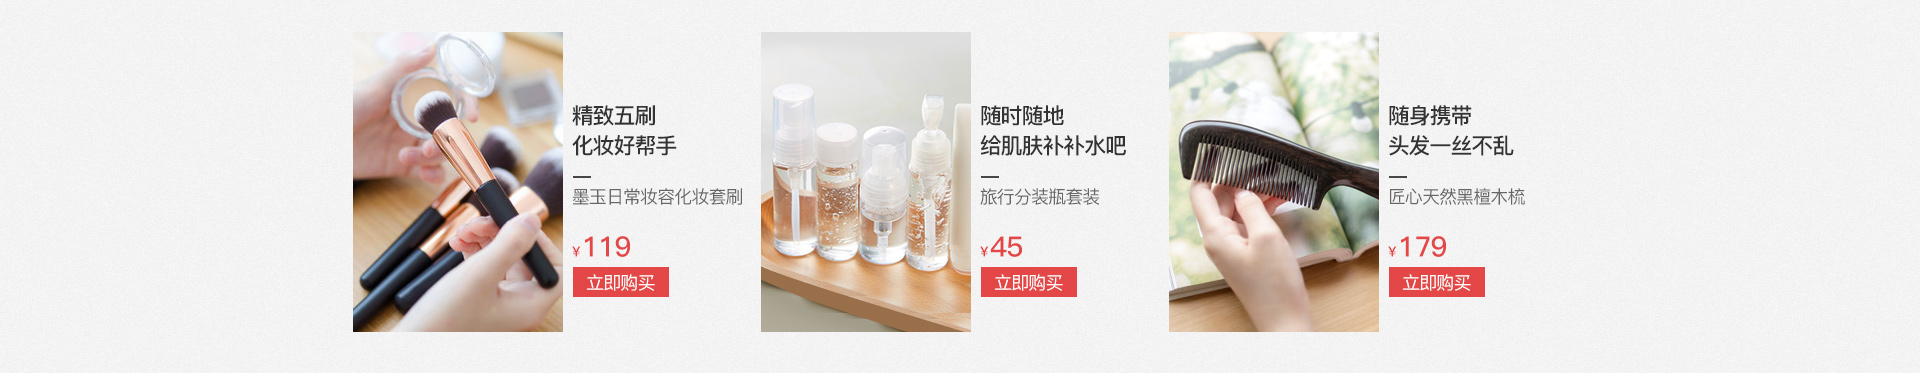 精致五刷
化妆好帮手
墨玉日常妆容化妆套刷
¥119
立即购买
随时随地
给肌肤补补水吧
旅行分装瓶套装
¥45
立即购买
随身携带
头发一丝不乱
匠心天然黑檀木梳
¥179
立即购买